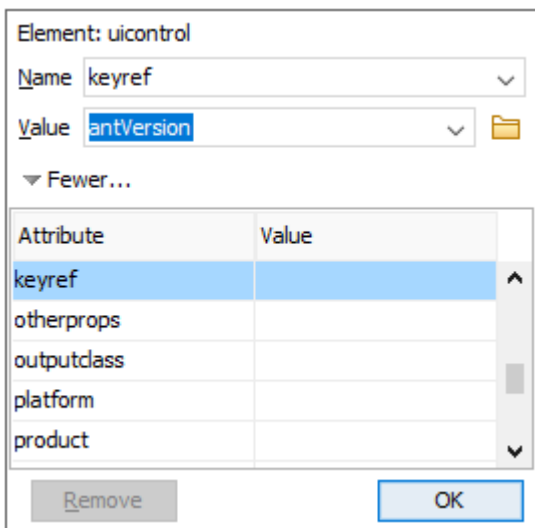 Element: uicontrol
Name keyref
Value antVersion
Fewer...
Attribute Value
keyref
otherprops
outputclass
platform
product
Remove OK